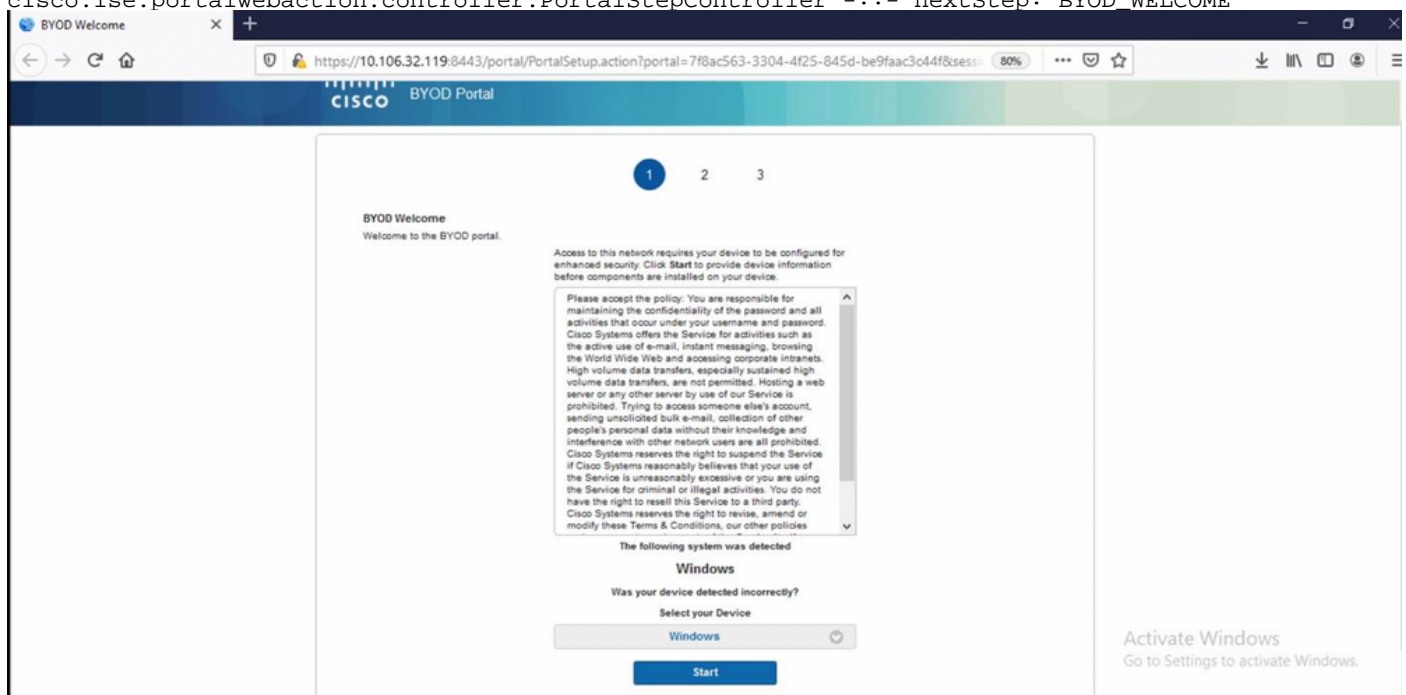 cisco.ise.portalwebaction.controller.PortalStepController -::- nextStep: BYOD_WELCOME
BYOD Welcome
https://10.106.32.119:8443/portal/PortalSetup.action?portal=7f8ac563-3304-4f25-845d-be9faac3c44f&sessi
80%
CISCO BYOD Portal
1 2 3
BYOD Welcome
Welcome to the BYOD portal.
Access to this network requires your device to be configured for
enhanced security. Click Start to provide device information
before components are installed on your device.
Please accept the policy: You are responsible for
maintaining the confidentiality of the password and all
activities that occur under your username and password.
Cisco Systems offers the Service for activities such as
the active use of e-mail, instant messaging, browsing
the World Wide Web and accessing corporate intranets.
High volume data transfers, especially sustained high
volume data transfers, are not permitted. Hosting a web
server or any other server by use of our Service is
prohibited. Trying to access someone else's account,
sending unsolicited bulk e-mail, collection of other
people's personal data without their knowledge and
interference with other network users are all prohibited.
Cisco Systems reserves the right to suspend the Service
if Cisco Systems reasonably believes that your use of
the Service is unreasonably excessive or you are using
the Service for criminal or illegal activities. You do not
have the right to resell this Service to a third party.
Cisco Systems reserves the right to revise, amend or
modify these Terms & Conditions, our other policies
The following system was detected
Windows
Was your device detected incorrectly?
Select your Device
Windows
Start
Activate Windows
Go to Settings to activate Windows.